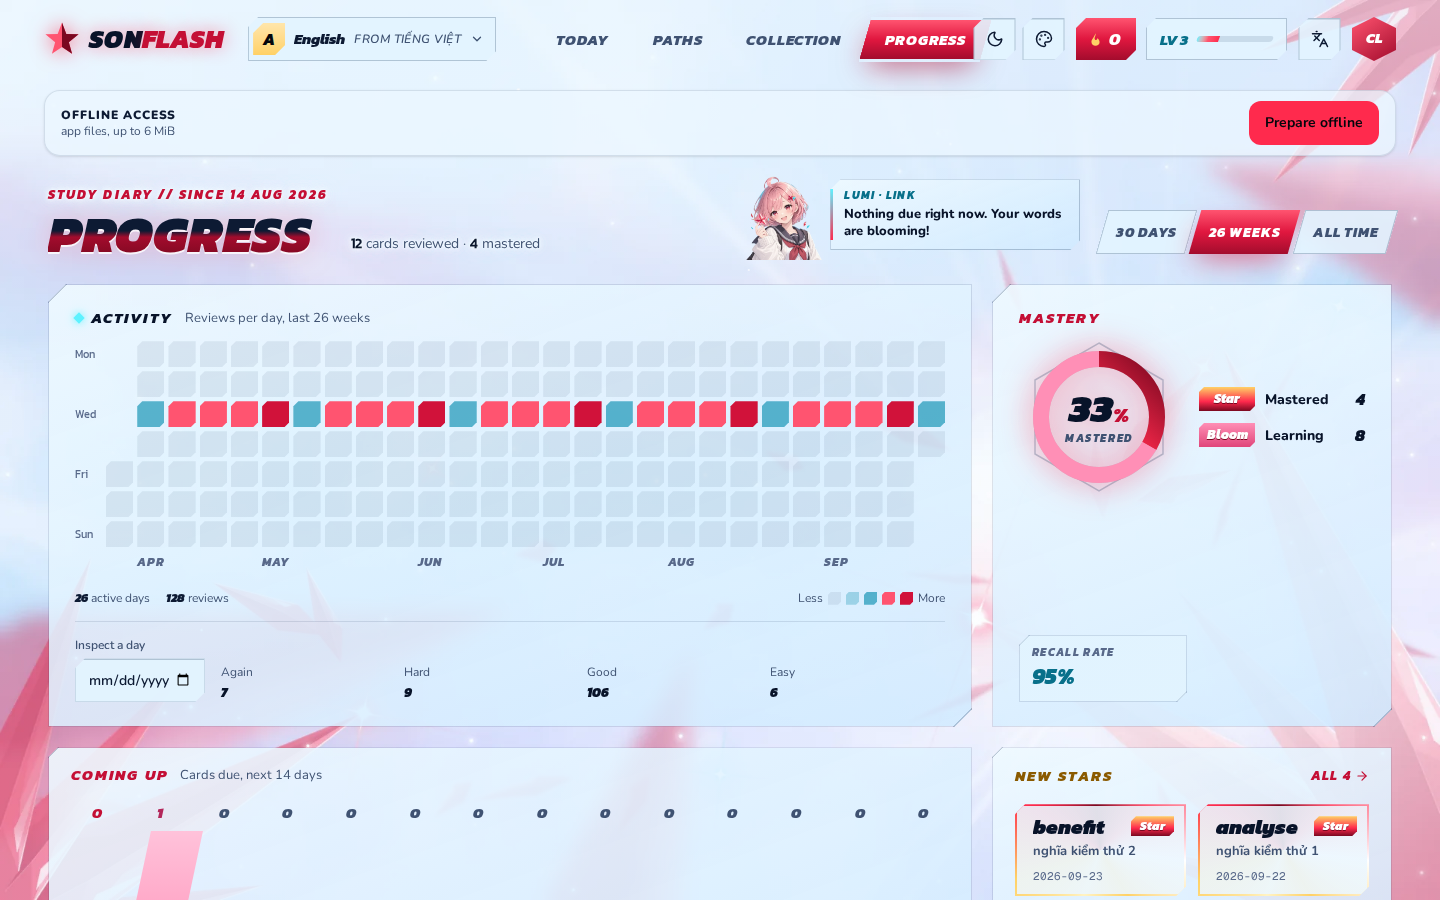 SONFLASH
A English FROM TIẾNG VIỆT
TODAY
PATHS
COLLECTION
PROGRESS
0
LV 3
CL
OFFLINE ACCESS
app files, up to 6 MiB
Prepare offline
STUDY DIARY // SINCE 14 AUG 2026
PROGRESS
12 cards reviewed · 4 mastered
LUMI · LINK
Nothing due right now. Your words
are blooming!
30 DAYS
26 WEEKS
ALL TIME
ACTIVITY Reviews per day, last 26 weeks
Mon
Wed
Fri
Sun
APR MAY JUN JUL AUG SEP
26 active days 128 reviews
Less More
Inspect a day
mm/dd/yyyy
Again
7
Hard
9
Good
106
Easy
6
MASTERY
33%
MASTERED
Star Mastered 4
Bloom Learning 8
RECALL RATE
95%
COMING UP Cards due, next 14 days
0 1 0 0 0 0 0 0 0 0 0 0 0 0
NEW STARS
ALL 4 →
benefit Star
nghĩa kiểm thử 2
2026-09-23
analyse Star
nghĩa kiểm thử 1
2026-09-22